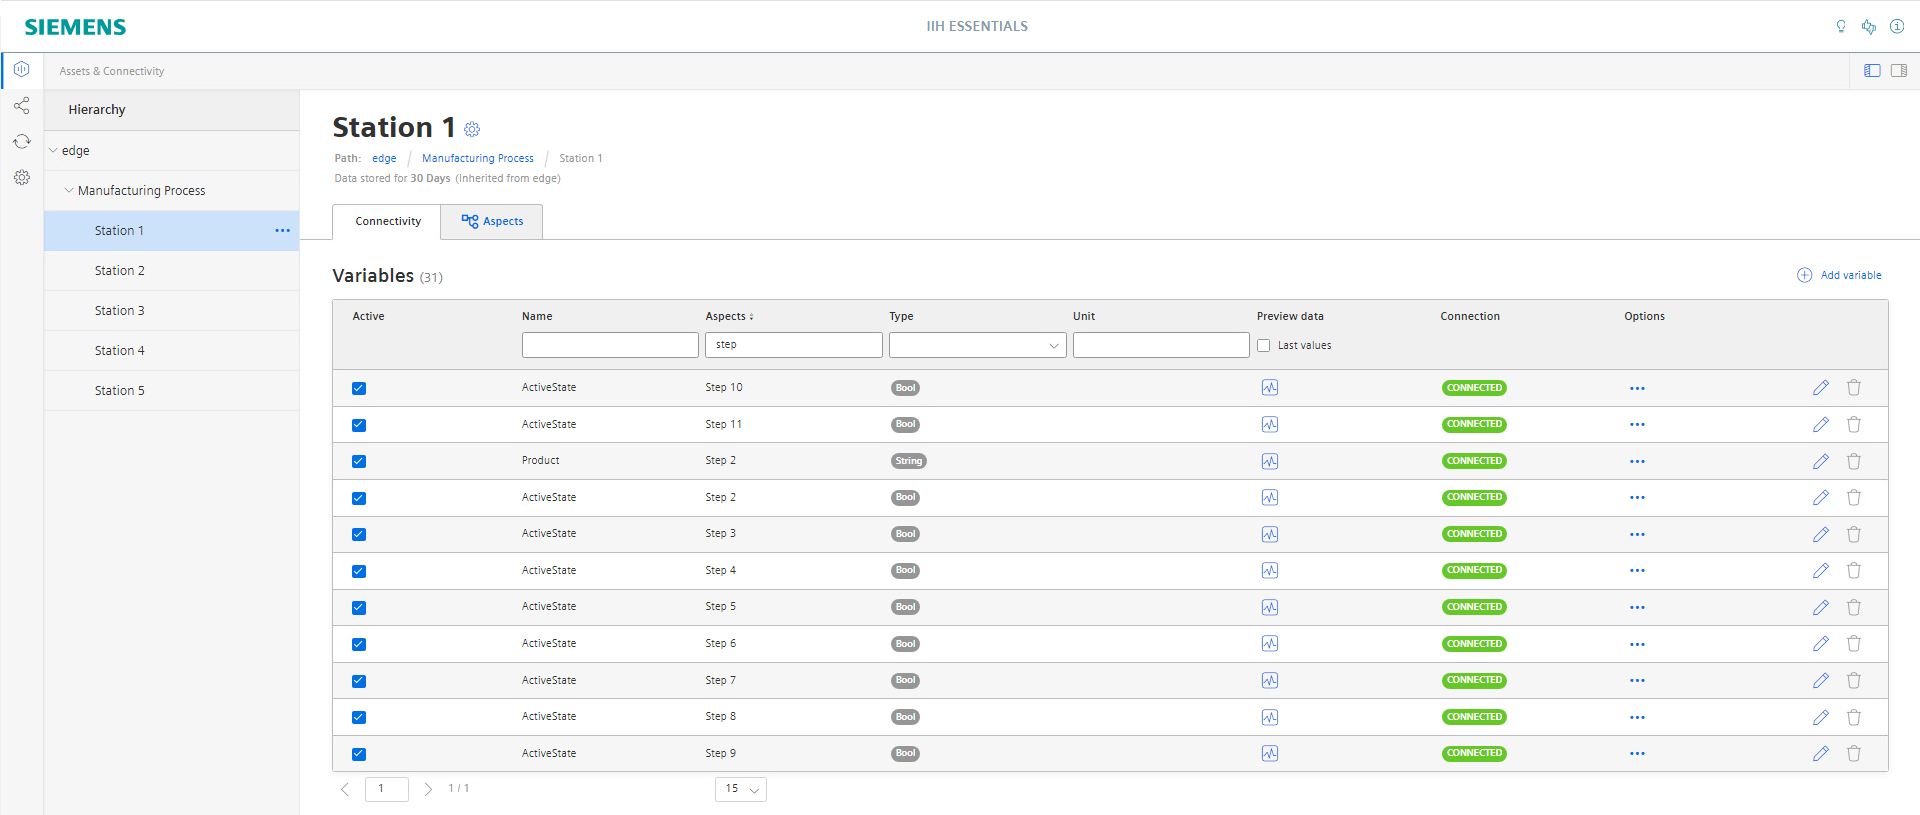 SIEMENS
IIH ESSENTIALS
Assets & Connectivity
Hierarchy
edge
Manufacturing Process
Station 1
Station 2
Station 3
Station 4
Station 5
Station 1
Path: edge / Manufacturing Process / Station 1
Data stored for 30 Days (Inherited from edge)
Connectivity Aspects
Variables (31) Add variable
Active Name Aspects Type Unit Preview data Connection Options
step Last values
ActiveState Step 10 Bool CONNECTED
ActiveState Step 11 Bool CONNECTED
Product Step 2 String CONNECTED
ActiveState Step 2 Bool CONNECTED
ActiveState Step 3 Bool CONNECTED
ActiveState Step 4 Bool CONNECTED
ActiveState Step 5 Bool CONNECTED
ActiveState Step 6 Bool CONNECTED
ActiveState Step 7 Bool CONNECTED
ActiveState Step 8 Bool CONNECTED
ActiveState Step 9 Bool CONNECTED
1 1 / 1 15